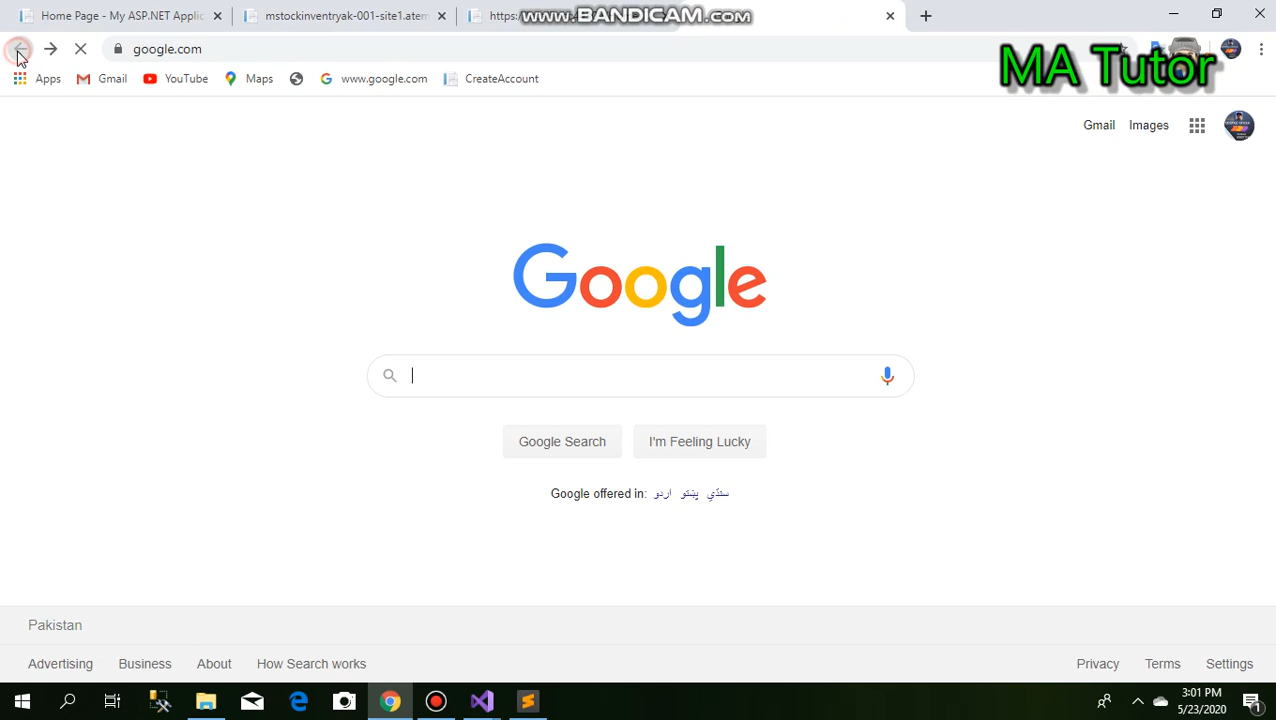 Home Page - My ASP.NET Applic
mstockinventryak-001-site1.atem
https:
www.BANDICAM.com
google.com
MA Tutor
Apps
Gmail
YouTube
Maps
www.google.com
CreateAccount
Gmail
Images
Google
Google Search
I'm Feeling Lucky
Google offered in: اردو پښتو سنڌي
Pakistan
Advertising
Business
About
How Search works
Privacy
Terms
Settings
3:01 PM
5/23/2020
1